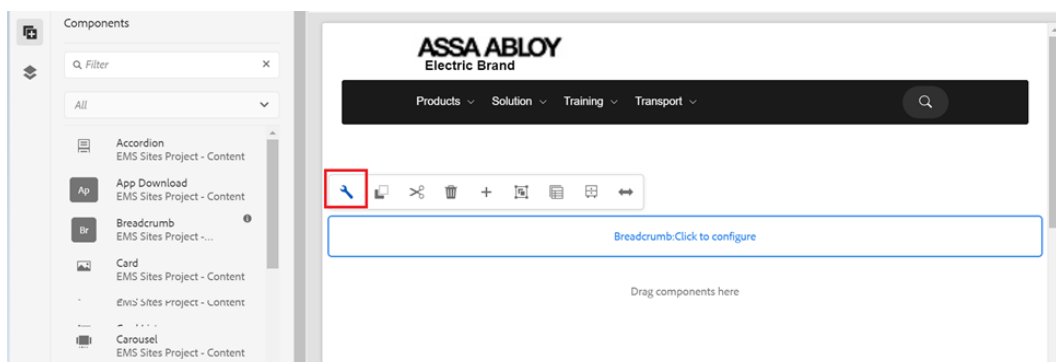 Components
Filter
All
Accordion
EMS Sites Project - Content
Ap
App Download
EMS Sites Project - Content
Br
Breadcrumb
EMS Sites Project -...
Card
EMS Sites Project - Content
EMS Sites Project - Content
Carousel
EMS Sites Project - Content
ASSA ABLOY
Electric Brand
Products
Solution
Training
Transport
Breadcrumb:Click to configure
Drag components here